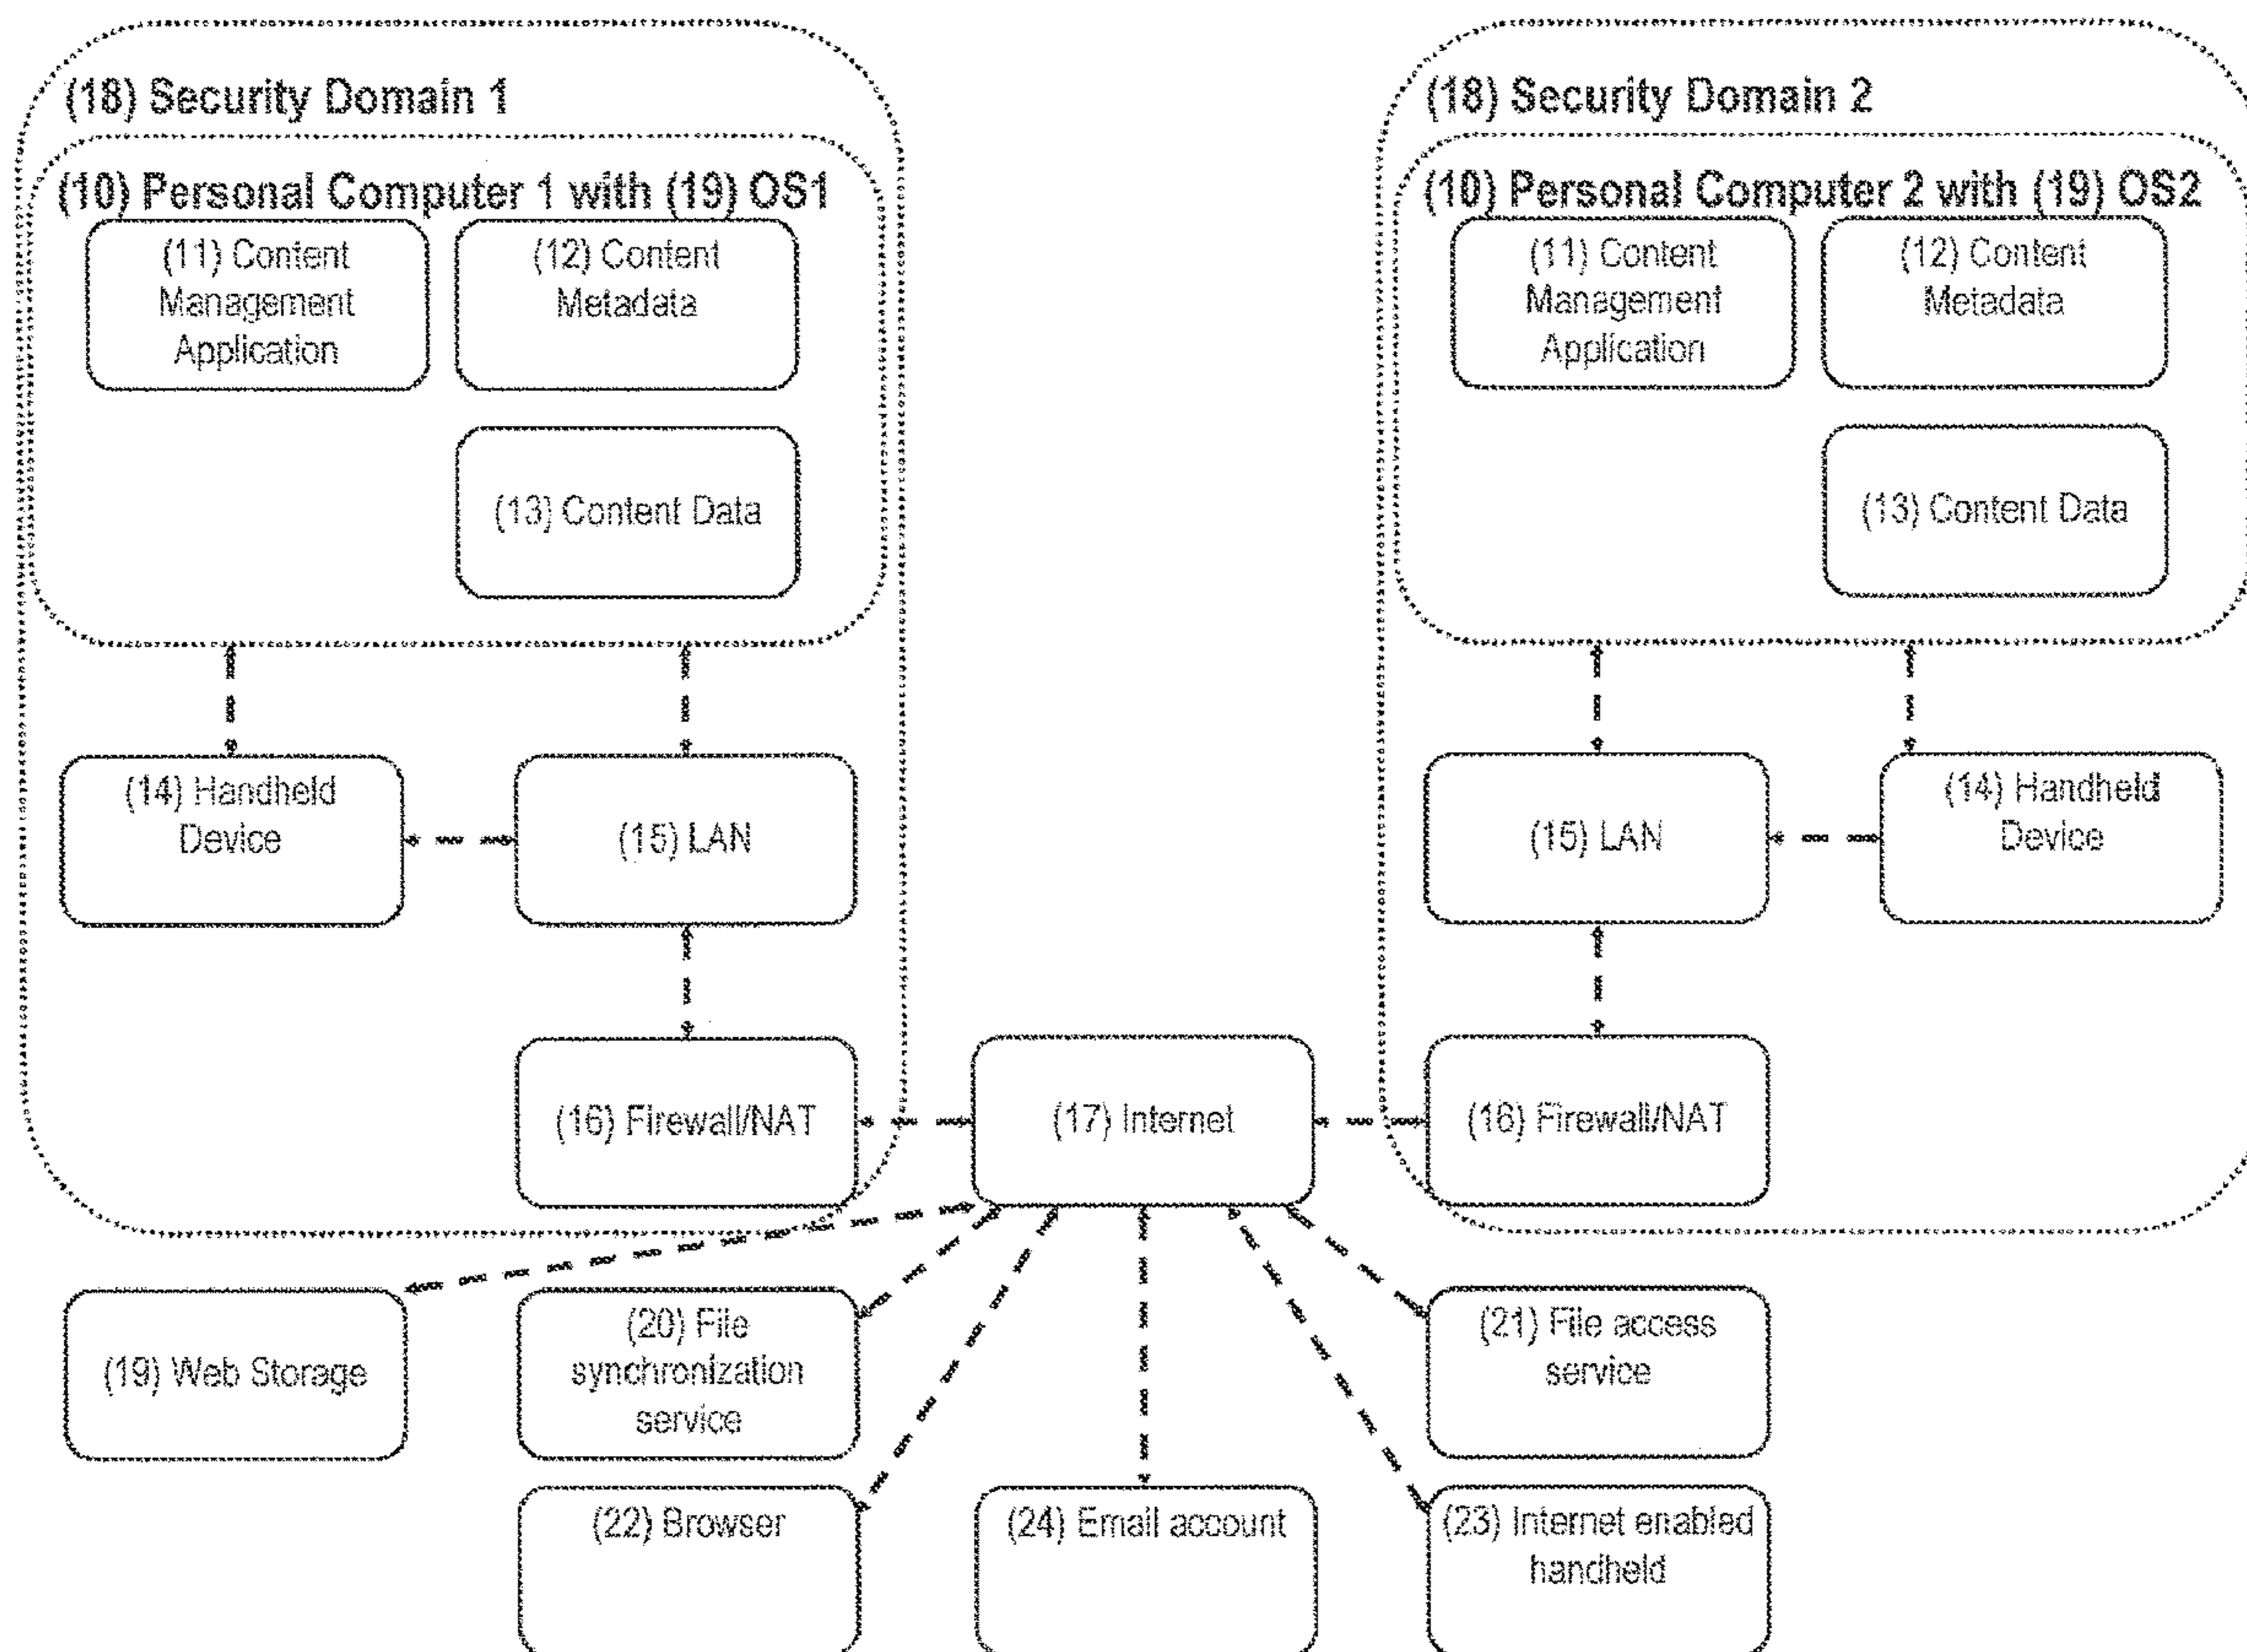 (18) Security Domain 1
(10) Personal Computer 1 with (19) OS1
(11) Content
Management
Application
(12) Content
Metadata
(13) Content Data
(14) Handheld
Device
(15) LAN
(16) Firewall/NAT
(17) Internet
(18) Security Domain 2
(10) Personal Computer 2 with (19) OS2
(11) Content
Management
Application
(12) Content
Metadata
(13) Content Data
(15) LAN
(14) Handheld
Device
(16) Firewall/NAT
(19) Web Storage
(20) File
synchronization
service
(21) File access
service
(22) Browser
(24) Email account
(23) Internet enabled
handheld